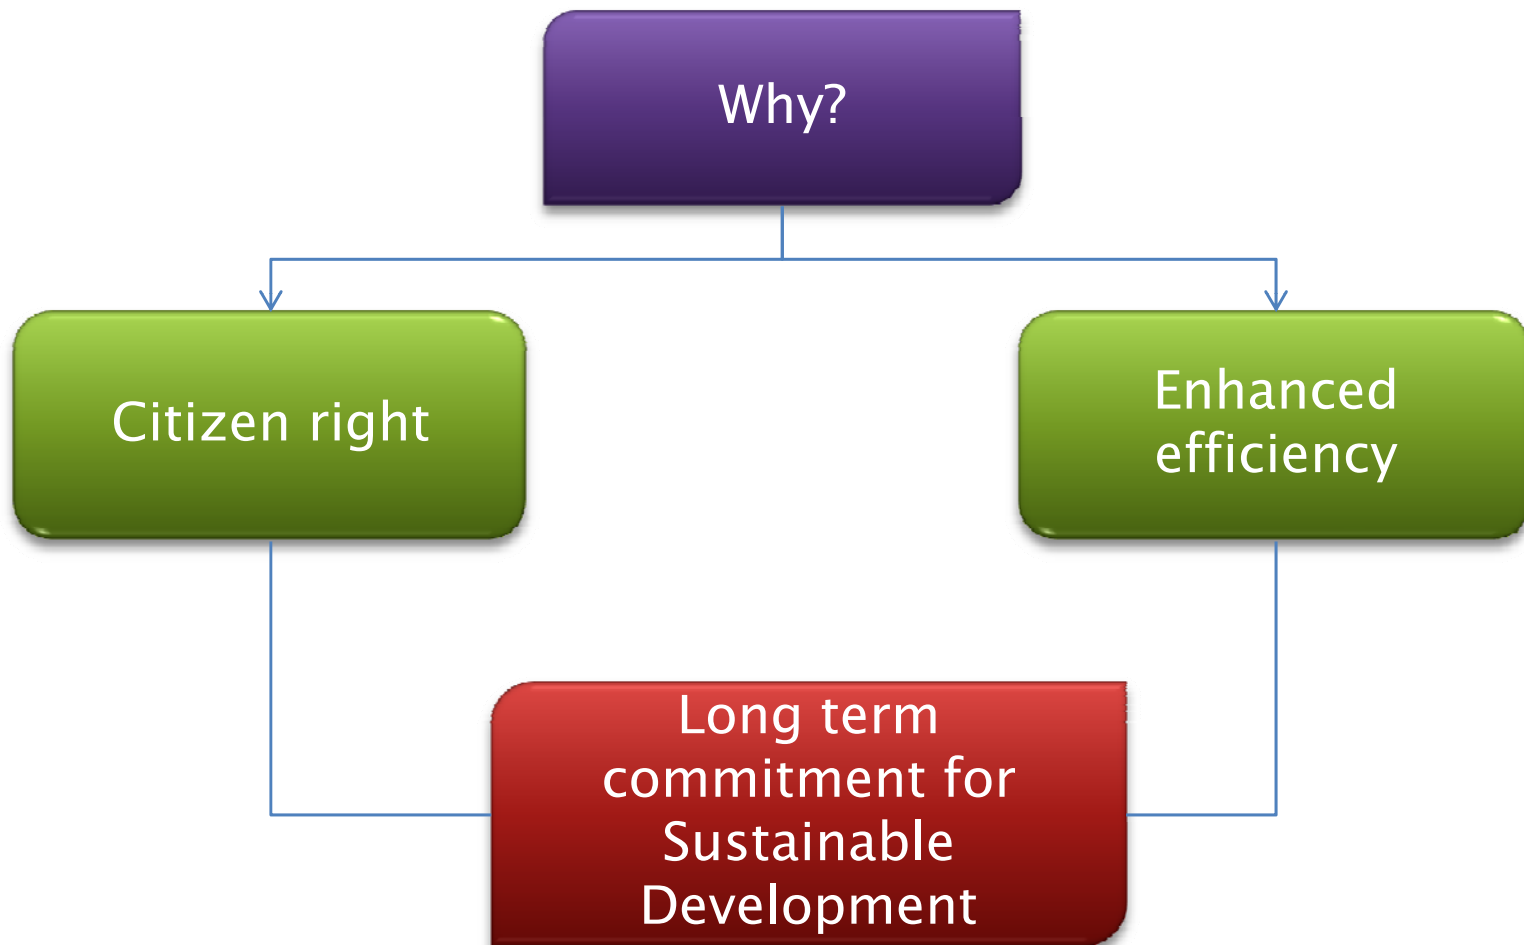 Why?
Citizen right
Enhanced
efficiency
Long term
commitment for
Sustainable
Development